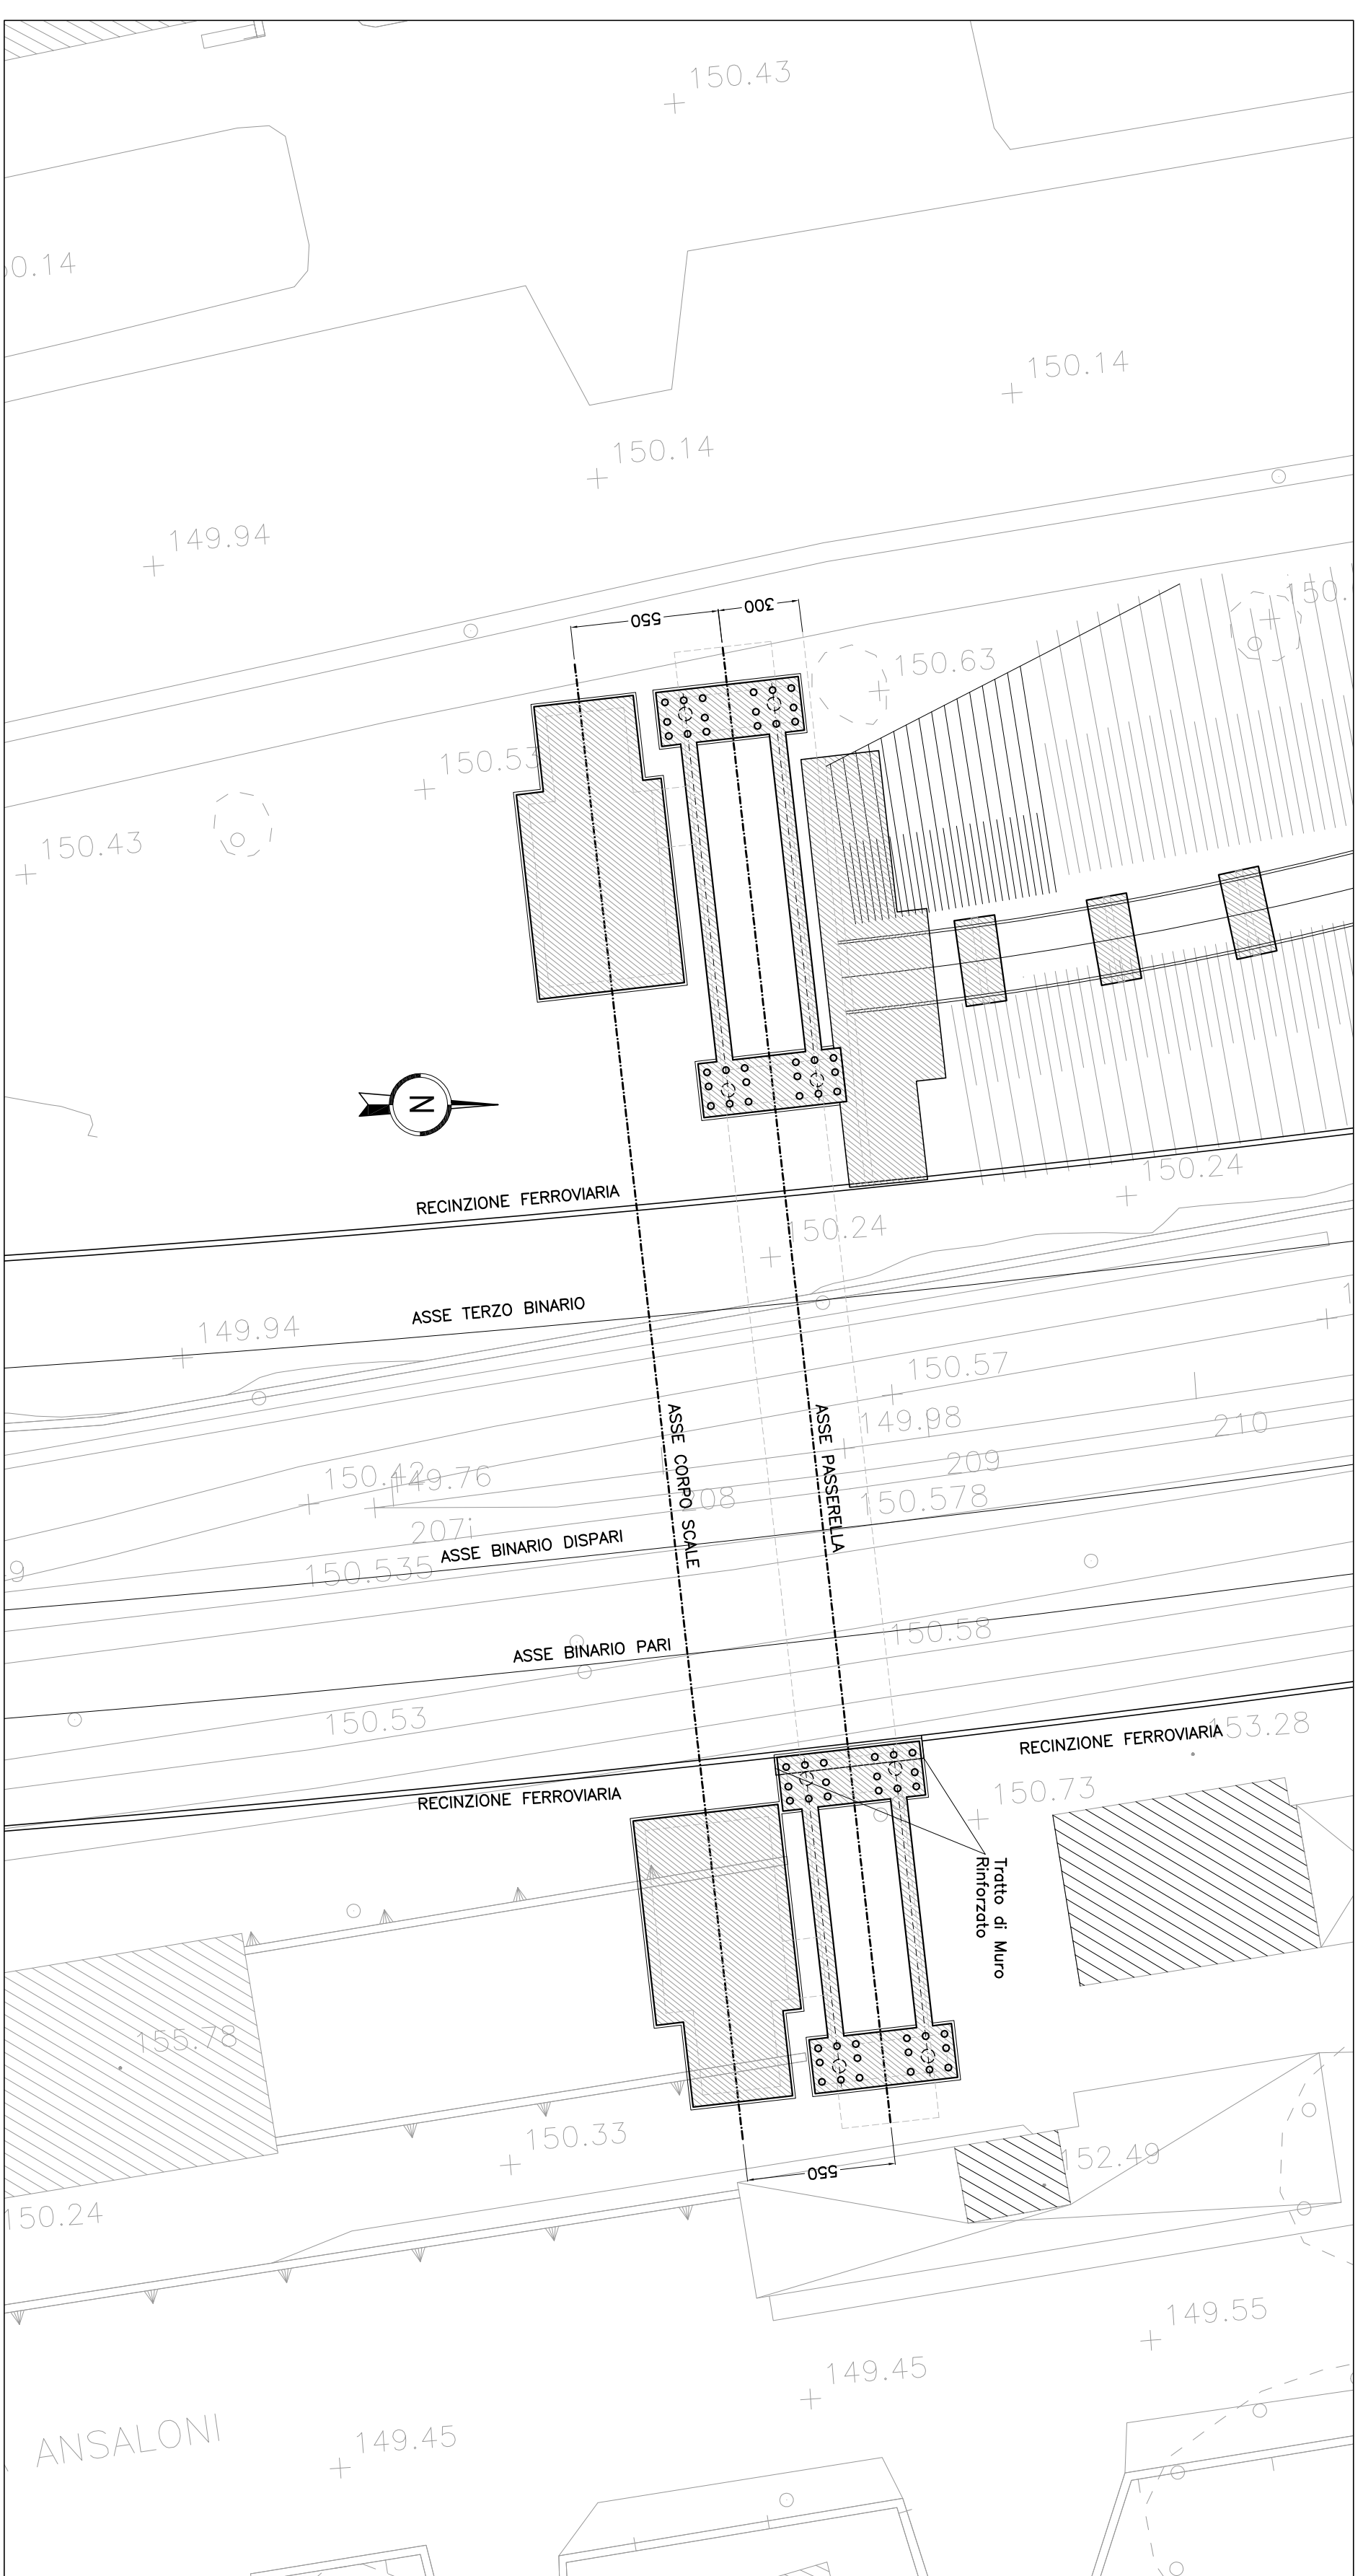 150.43
150.14
150.14
149.94
550
300
150.63
150.53
150.43
N
150.24
RECINZIONE FERROVIARIA
150.24
ASSE TERZO BINARIO
149.94
150.57
ASSE CORPO SCALE
ASSE PASSERELLA
149.98
210
209
150.42
149.76
208
150.578
207i
ASSE BINARIO DISPARI
150.535
150.58
ASSE BINARIO PARI
150.53
153.28
RECINZIONE FERROVIARIA
150.73
RECINZIONE FERROVIARIA
Tratto di Muro
Rinforzato
155.78
150.33
152.49
550
150.24
149.55
149.45
ANSALONI
149.45